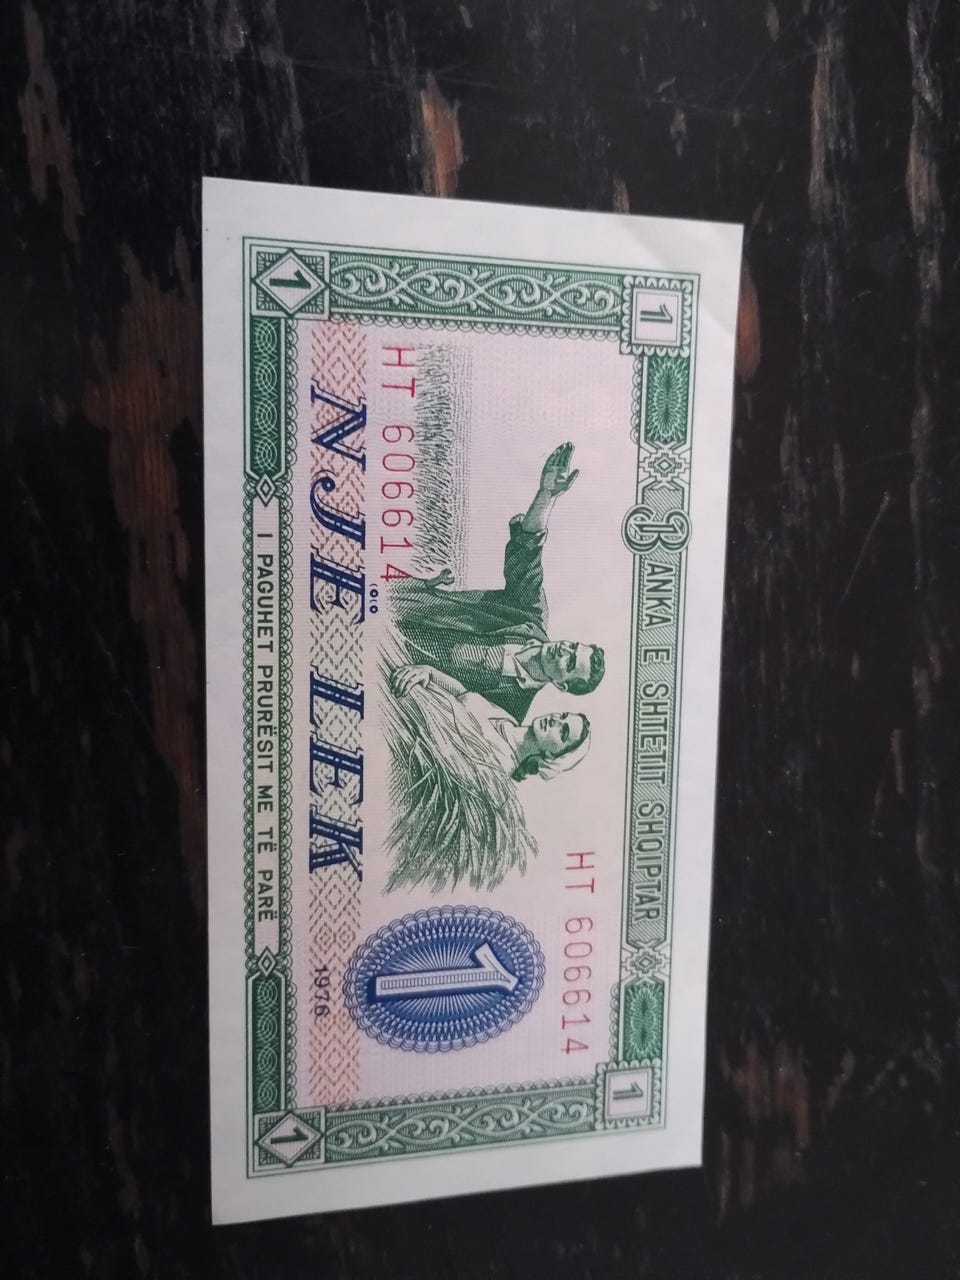 1 BANKA E SHTETIT SHQIPTAR 1
HT 606614
HT 606614
NJË LEK
1
1976
1 I PAGUHET PRURËSIT ME TË PARË 1